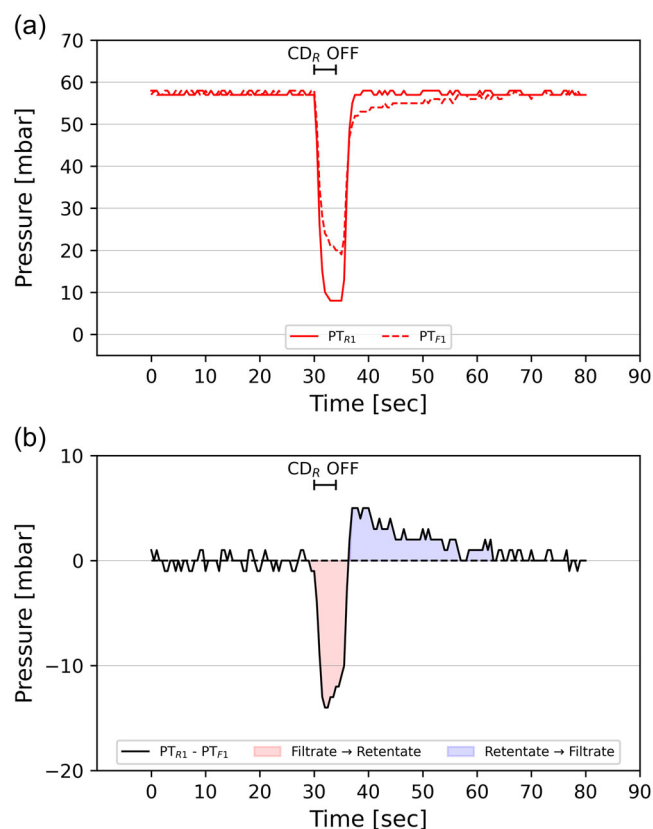 (a)
70
60
50
40
30
20
10
0
Pressure [mbar]
CD_R OFF
PT_R1 PT_F1
0 10 20 30 40 50 60 70 80 90
Time [sec]
(b)
10
0
−10
−20
Pressure [mbar]
CD_R OFF
PT_R1 - PT_F1 Filtrate → Retentate Retentate → Filtrate
0 10 20 30 40 50 60 70 80 90
Time [sec]